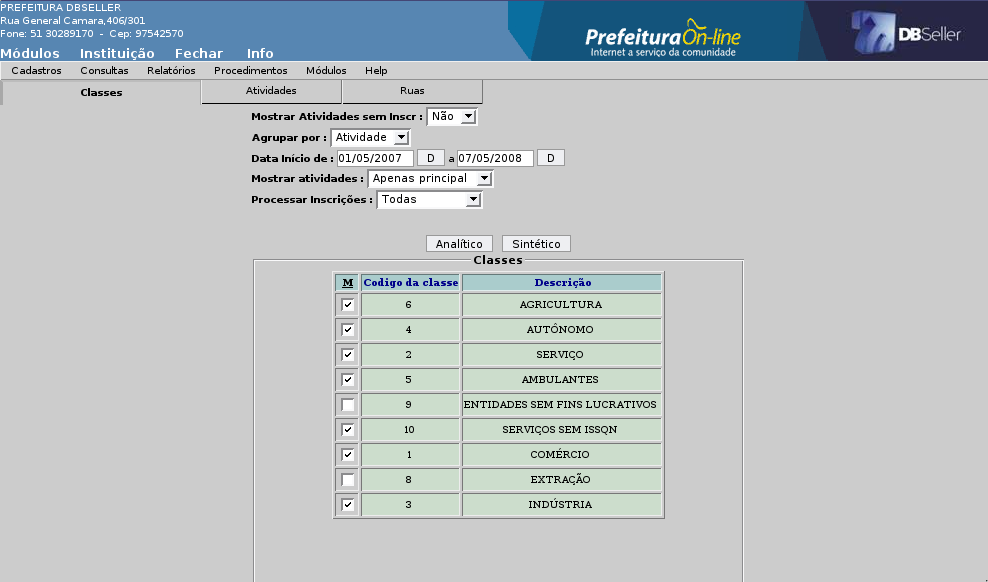 PREFEITURA DBSELLER
Rua General Camara,406/301
Fone: 51 30289170 - Cep: 97542570
Prefeitura On-line
Internet a serviço da comunidade
DBSeller
Módulos Instituição Fechar Info
Cadastros Consultas Relatórios Procedimentos Módulos Help
Classes Atividades Ruas
Mostrar Atividades sem Inscr : Não
Agrupar por : Atividade
Data Início de : 01/05/2007 D a 07/05/2008 D
Mostrar atividades : Apenas principal
Processar Inscrições : Todas
Analítico Sintético
Classes
M Codigo da classe Descrição
6 AGRICULTURA
4 AUTÔNOMO
2 SERVIÇO
5 AMBULANTES
9 ENTIDADES SEM FINS LUCRATIVOS
10 SERVIÇOS SEM ISSQN
1 COMÉRCIO
8 EXTRAÇÃO
3 INDÚSTRIA